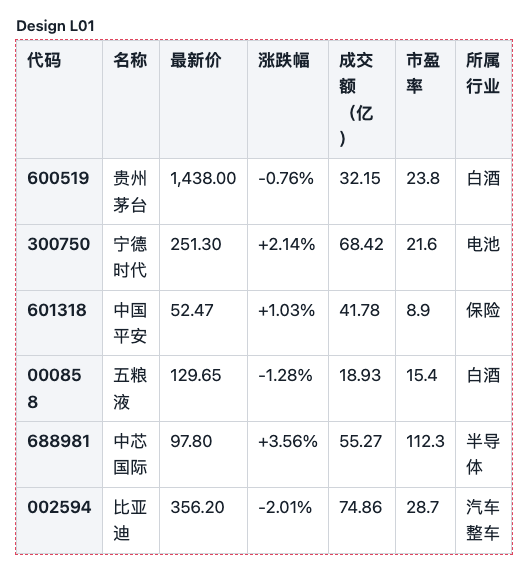 Design L01
代码 名称 最新价 涨跌幅 成交额（亿） 市盈率 所属行业
600519 贵州茅台 1,438.00 -0.76% 32.15 23.8 白酒
300750 宁德时代 251.30 +2.14% 68.42 21.6 电池
601318 中国平安 52.47 +1.03% 41.78 8.9 保险
000858 五粮液 129.65 -1.28% 18.93 15.4 白酒
688981 中芯国际 97.80 +3.56% 55.27 112.3 半导体
002594 比亚迪 356.20 -2.01% 74.86 28.7 汽车整车